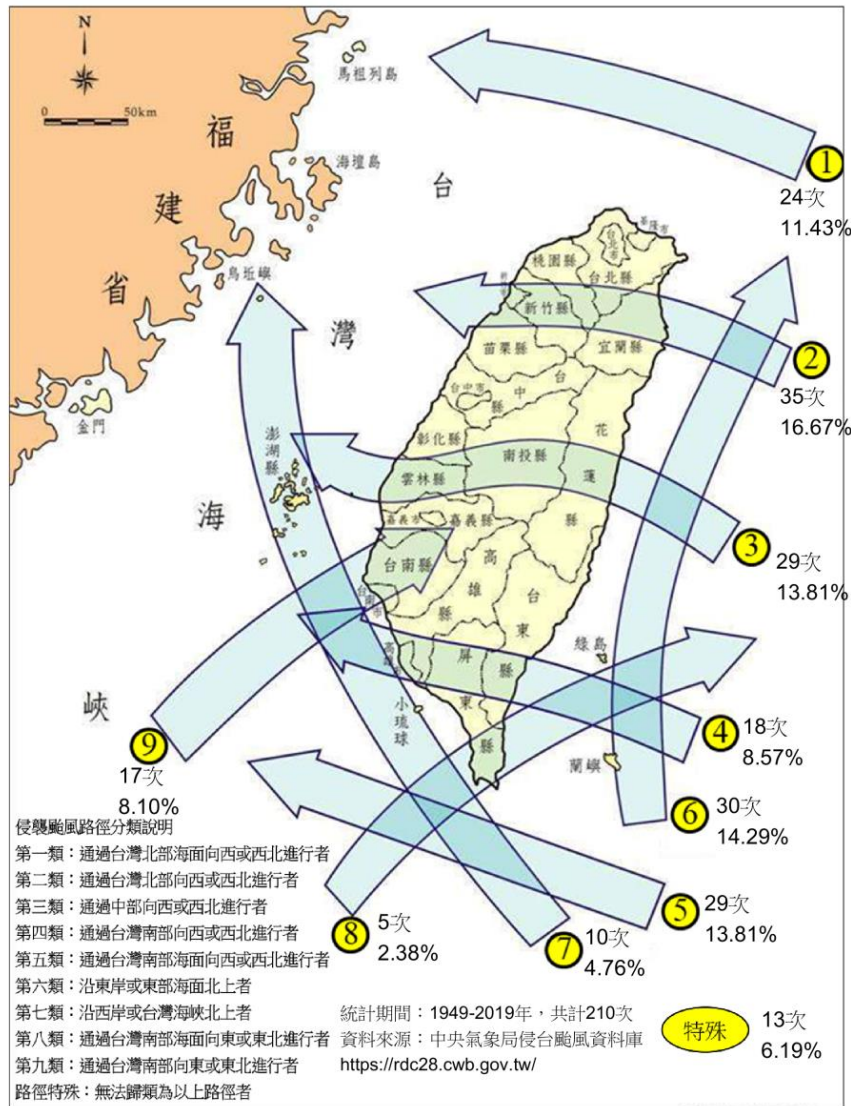 N
0 50km
馬祖列島
福
建
省
海壇島
台
灣
海
峽
烏坵嶼
金門
澎湖縣
基隆市
台北市
桃園縣
台北縣
新竹縣
苗栗縣
宜蘭縣
台中市
台
中
縣
彰化縣
南投縣
花
蓮
縣
雲林縣
嘉義市
嘉義縣
台南縣
台南市
高
雄
縣
台
東
縣
屏
東
縣
小琉球
綠島
蘭嶼
1
24次
11.43%
2
35次
16.67%
3
29次
13.81%
4
18次
8.57%
6
30次
14.29%
5
29次
13.81%
7
10次
4.76%
8
5次
2.38%
9
17次
8.10%
侵襲颱風路徑分類說明
第一類：通過台灣北部海面向西或西北進行者
第二類：通過台灣北部向西或西北進行者
第三類：通過中部向西或西北進行者
第四類：通過台灣南部向西或西北進行者
第五類：通過台灣南部海面向西或西北進行者
第六類：沿東岸或東部海面北上者
第七類：沿西岸或台灣海峽北上者
第八類：通過台灣南部海面向東或東北進行者
第九類：通過台灣南部向東或東北進行者
路徑特殊：無法歸類為以上路徑者
統計期間：1949-2019年，共計210次
資料來源：中央氣象局侵台颱風資料庫
https://rdc28.cwb.gov.tw/
特殊
13次
6.19%